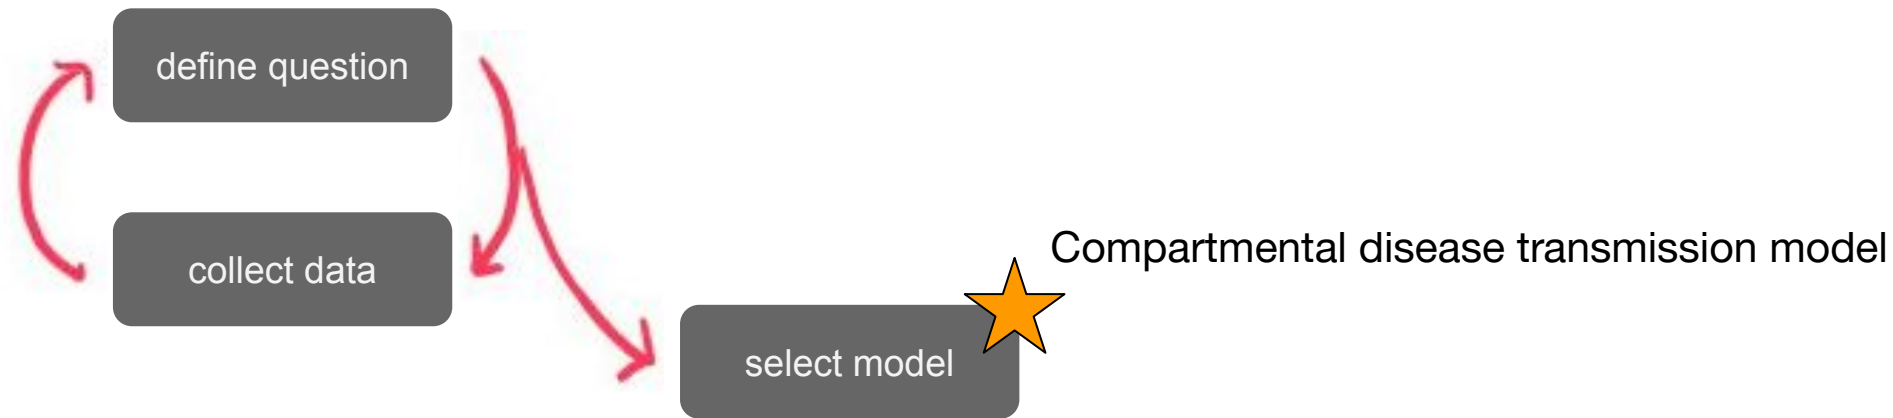 define question
collect data
Compartmental disease transmission model
select model